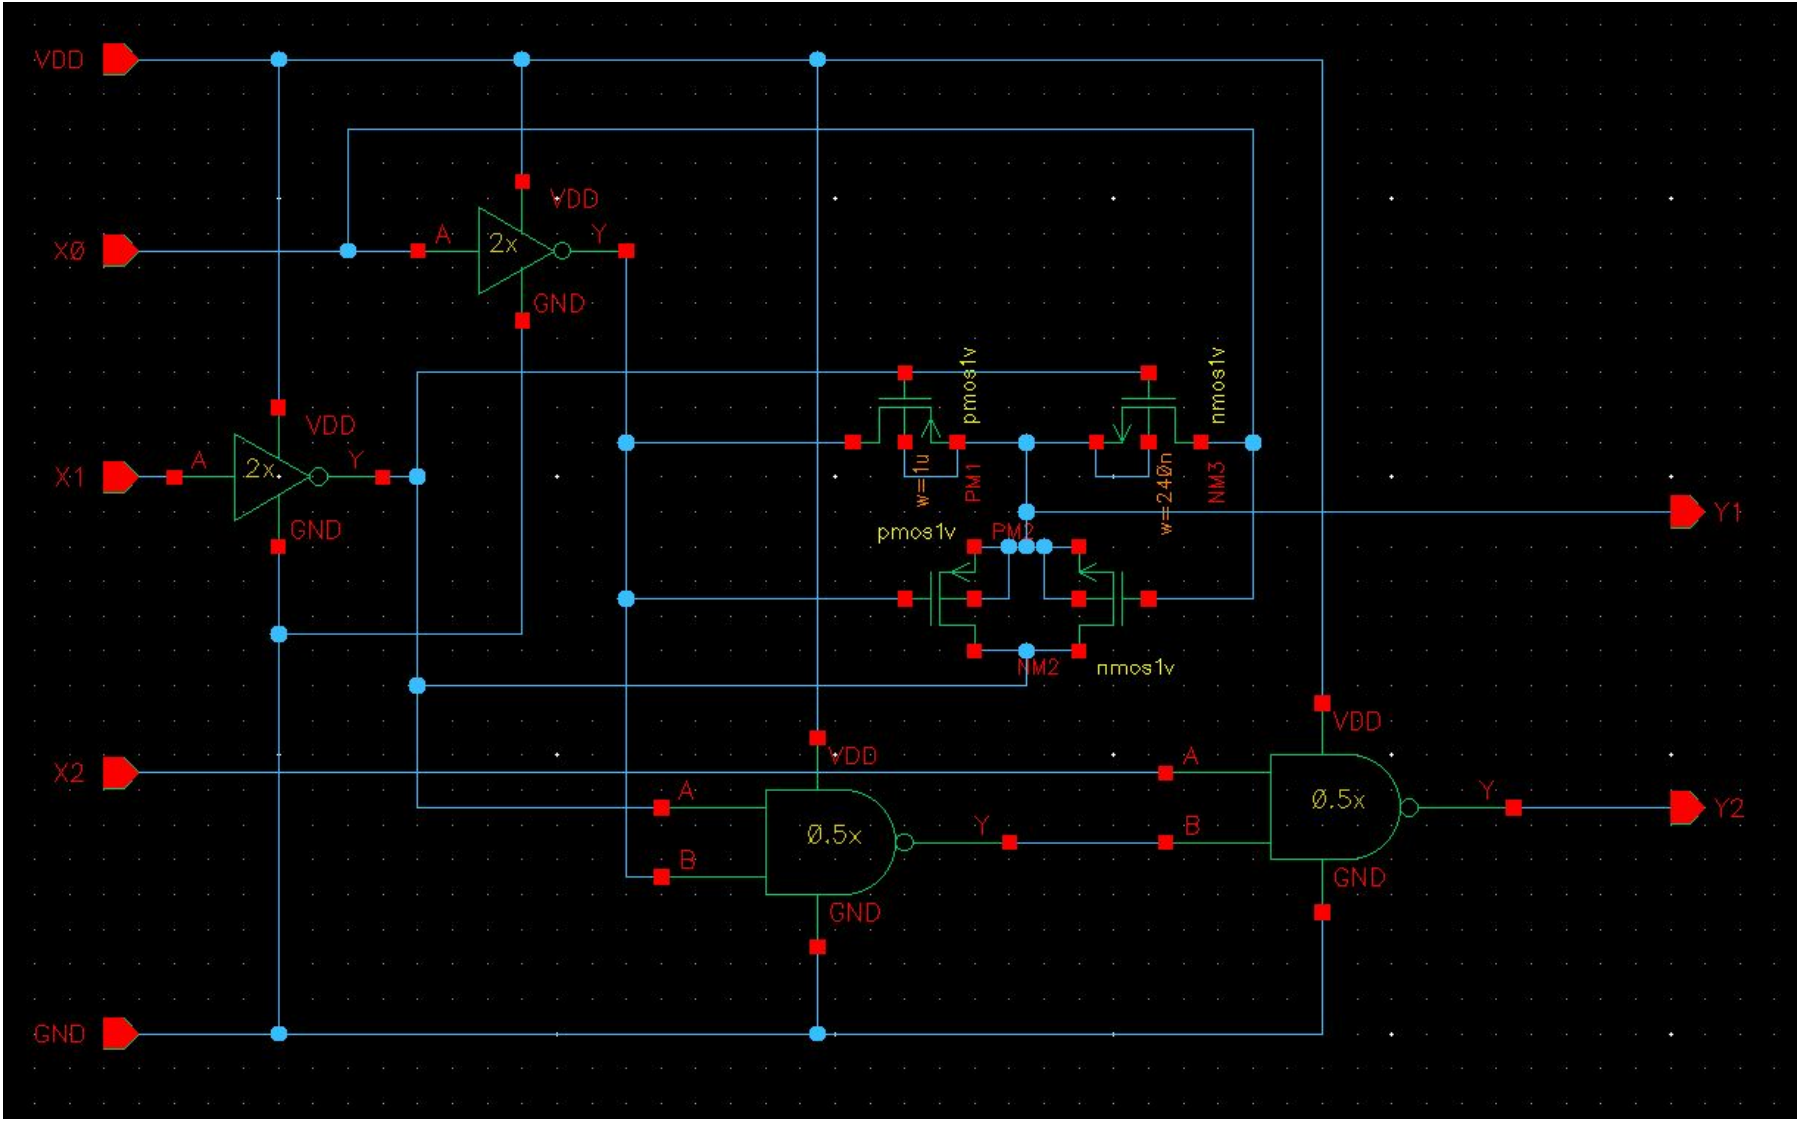 VDD
VDD
X0
A
2x
Y
GND
pmos1v
nmos1v
VDD
X1
A
2x
Y
GND
w=1u
PM1
w=240n
NM3
Y1
pmos1v
PM2
NM2
nmos1v
VDD
VDD
X2
A
A
0.5x
Y
Y2
0.5x
Y
B
B
GND
GND
GND